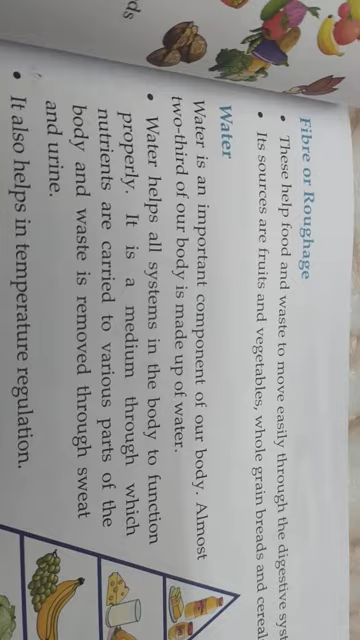 ds
Fibre or Roughage
• These help food and waste to move easily through the digestive
• Its sources are fruits and vegetables, whole grain breads and
Water
Water is an important component of our body. Almost
two-third of our body is made up of water.
• Water helps all systems in the body to function
properly. It is a medium through which
nutrients are carried to various parts of the
body and waste is removed through sweat
and urine.
• It also helps in temperature regulation.